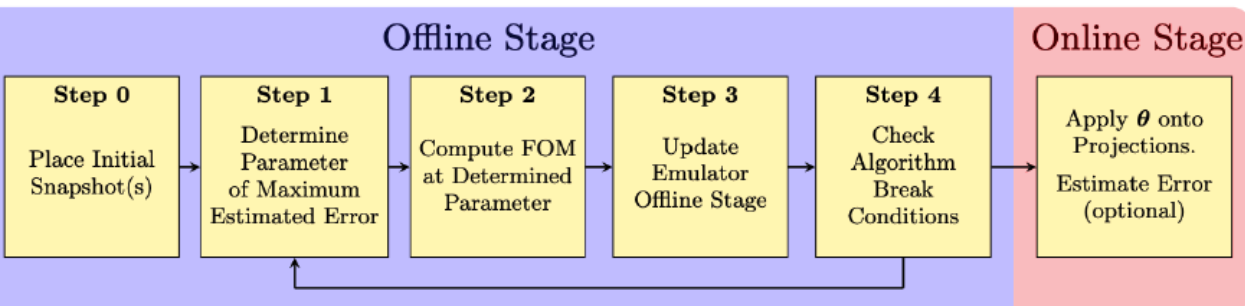 Offline Stage
Online Stage
Step 0
Place Initial
Snapshot(s)
Step 1
Determine
Parameter
of Maximum
Estimated Error
Step 2
Compute FOM
at Determined
Parameter
Step 3
Update
Emulator
Offline Stage
Step 4
Check
Algorithm
Break
Conditions
Apply θ onto
Projections.
Estimate Error
(optional)